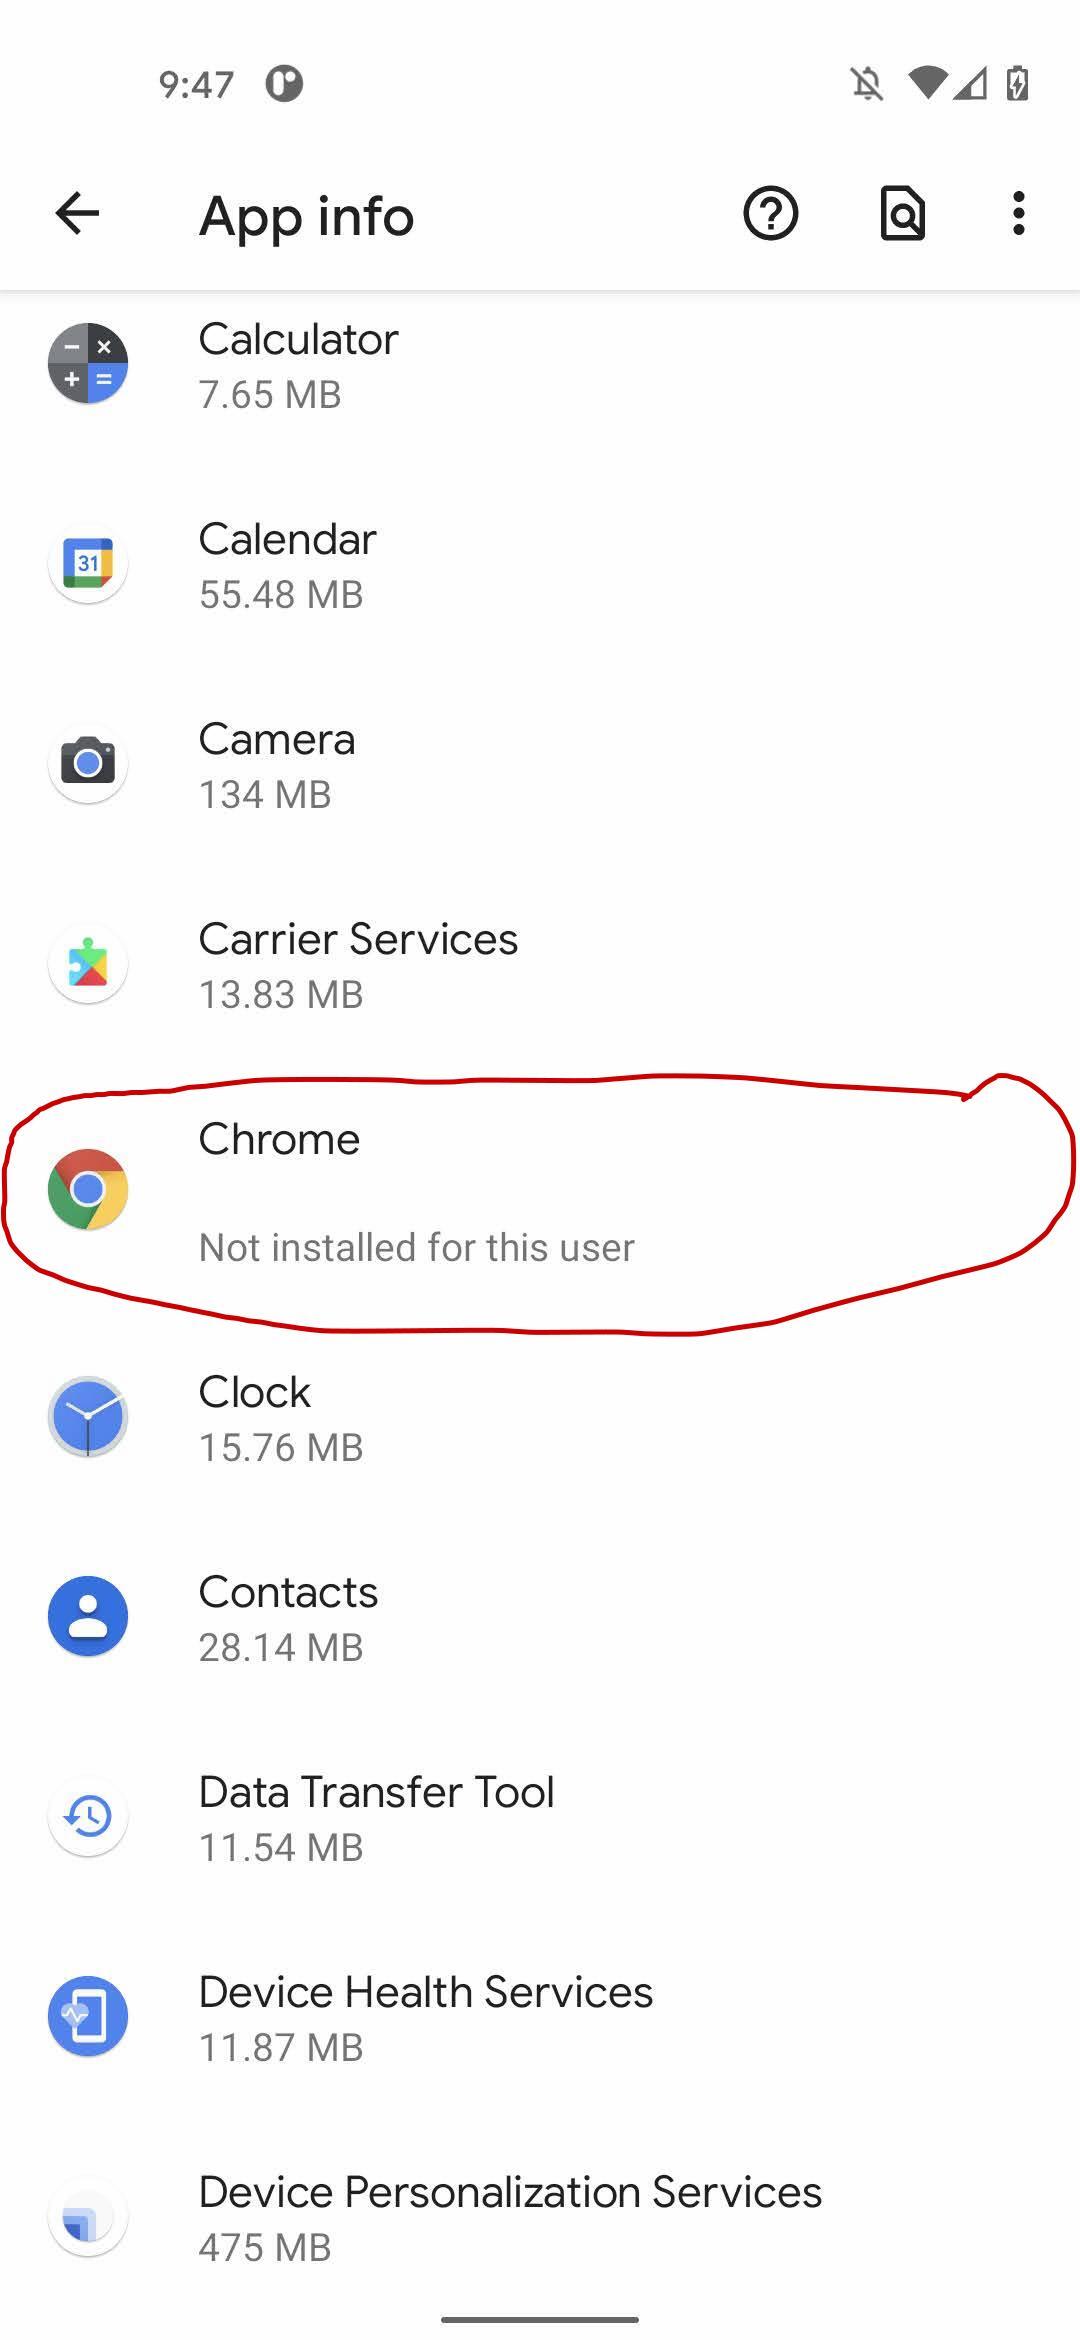 9:47
App info
Calculator
7.65 MB
31
Calendar
55.48 MB
Camera
134 MB
Carrier Services
13.83 MB
Chrome
Not installed for this user
Clock
15.76 MB
Contacts
28.14 MB
Data Transfer Tool
11.54 MB
Device Health Services
11.87 MB
Device Personalization Services
475 MB